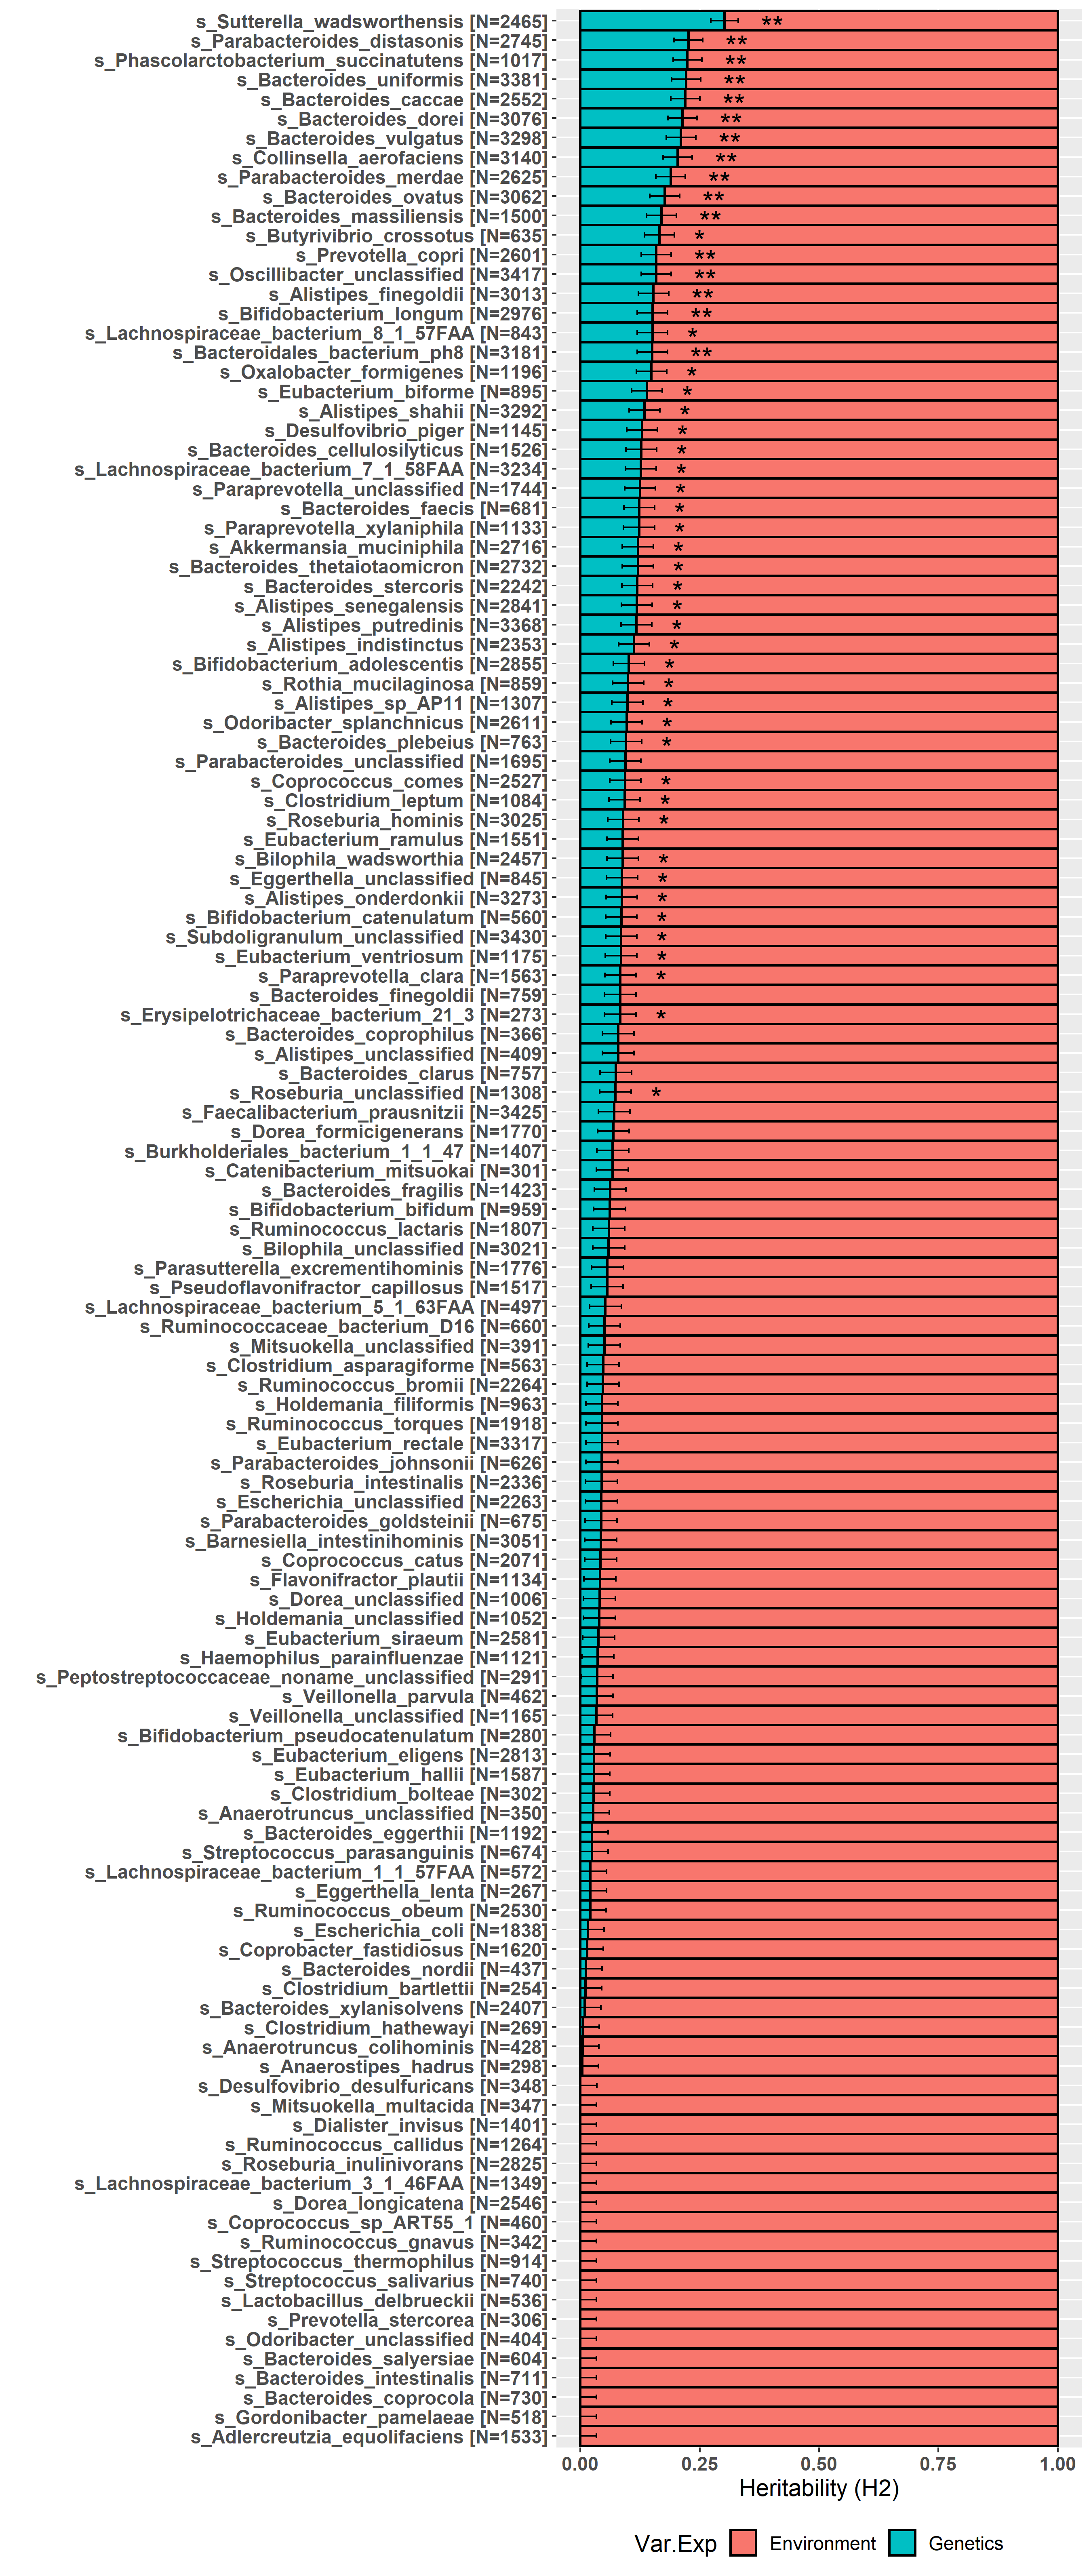 s_Sutterella_wadsworthensis [N=2465] **
s_Parabacteroides_distasonis [N=2745] **
s_Phascolarctobacterium_succinatutens [N=1017] **
s_Bacteroides_uniformis [N=3381] **
s_Bacteroides_caccae [N=2552] **
s_Bacteroides_dorei [N=3076] **
s_Bacteroides_vulgatus [N=3298] **
s_Collinsella_aerofaciens [N=3140] **
s_Parabacteroides_merdae [N=2625] **
s_Bacteroides_ovatus [N=3062] **
s_Bacteroides_massiliensis [N=1500] **
s_Butyrivibrio_crossotus [N=635] *
s_Prevotella_copri [N=2601] **
s_Oscillibacter_unclassified [N=3417] **
s_Alistipes_finegoldii [N=3013] **
s_Bifidobacterium_longum [N=2976] **
s_Lachnospiraceae_bacterium_8_1_57FAA [N=843] *
s_Bacteroidales_bacterium_ph8 [N=3181] **
s_Oxalobacter_formigenes [N=1196] *
s_Eubacterium_biforme [N=895] *
s_Alistipes_shahii [N=3292] *
s_Desulfovibrio_piger [N=1145] *
s_Bacteroides_cellulosilyticus [N=1526] *
s_Lachnospiraceae_bacterium_7_1_58FAA [N=3234] *
s_Paraprevotella_unclassified [N=1744] *
s_Bacteroides_faecis [N=681] *
s_Paraprevotella_xylaniphila [N=1133] *
s_Akkermansia_muciniphila [N=2716] *
s_Bacteroides_thetaiotaomicron [N=2732] *
s_Bacteroides_stercoris [N=2242] *
s_Alistipes_senegalensis [N=2841] *
s_Alistipes_putredinis [N=3368] *
s_Alistipes_indistinctus [N=2353] *
s_Bifidobacterium_adolescentis [N=2855] *
s_Rothia_mucilaginosa [N=859] *
s_Alistipes_sp_AP11 [N=1307] *
s_Odoribacter_splanchnicus [N=2611] *
s_Bacteroides_plebeius [N=763] *
s_Parabacteroides_unclassified [N=1695]
s_Coprococcus_comes [N=2527] *
s_Clostridium_leptum [N=1084] *
s_Roseburia_hominis [N=3025] *
s_Eubacterium_ramulus [N=1551]
s_Bilophila_wadsworthia [N=2457] *
s_Eggerthella_unclassified [N=845] *
s_Alistipes_onderdonkii [N=3273] *
s_Bifidobacterium_catenulatum [N=560] *
s_Subdoligranulum_unclassified [N=3430] *
s_Eubacterium_ventriosum [N=1175] *
s_Paraprevotella_clara [N=1563] *
s_Bacteroides_finegoldii [N=759]
s_Erysipelotrichaceae_bacterium_21_3 [N=273] *
s_Bacteroides_coprophilus [N=366]
s_Alistipes_unclassified [N=409]
s_Bacteroides_clarus [N=757]
s_Roseburia_unclassified [N=1308] *
s_Faecalibacterium_prausnitzii [N=3425]
s_Dorea_formicigenerans [N=1770]
s_Burkholderiales_bacterium_1_1_47 [N=1407]
s_Catenibacterium_mitsuokai [N=301]
s_Bacteroides_fragilis [N=1423]
s_Bifidobacterium_bifidum [N=959]
s_Ruminococcus_lactaris [N=1807]
s_Bilophila_unclassified [N=3021]
s_Parasutterella_excrementihominis [N=1776]
s_Pseudoflavonifractor_capillosus [N=1517]
s_Lachnospiraceae_bacterium_5_1_63FAA [N=497]
s_Ruminococcaceae_bacterium_D16 [N=660]
s_Mitsuokella_unclassified [N=391]
s_Clostridium_asparagiforme [N=563]
s_Ruminococcus_bromii [N=2264]
s_Holdemania_filiformis [N=963]
s_Ruminococcus_torques [N=1918]
s_Eubacterium_rectale [N=3317]
s_Parabacteroides_johnsonii [N=626]
s_Roseburia_intestinalis [N=2336]
s_Escherichia_unclassified [N=2263]
s_Parabacteroides_goldsteinii [N=675]
s_Barnesiella_intestinihominis [N=3051]
s_Coprococcus_catus [N=2071]
s_Flavonifractor_plautii [N=1134]
s_Dorea_unclassified [N=1006]
s_Holdemania_unclassified [N=1052]
s_Eubacterium_siraeum [N=2581]
s_Haemophilus_parainfluenzae [N=1121]
s_Peptostreptococcaceae_noname_unclassified [N=291]
s_Veillonella_parvula [N=462]
s_Veillonella_unclassified [N=1165]
s_Bifidobacterium_pseudocatenulatum [N=280]
s_Eubacterium_eligens [N=2813]
s_Eubacterium_hallii [N=1587]
s_Clostridium_bolteae [N=302]
s_Anaerotruncus_unclassified [N=350]
s_Bacteroides_eggerthii [N=1192]
s_Streptococcus_parasanguinis [N=674]
s_Lachnospiraceae_bacterium_1_1_57FAA [N=572]
s_Eggerthella_lenta [N=267]
s_Ruminococcus_obeum [N=2530]
s_Escherichia_coli [N=1838]
s_Coprobacter_fastidiosus [N=1620]
s_Bacteroides_nordii [N=437]
s_Clostridium_bartlettii [N=254]
s_Bacteroides_xylanisolvens [N=2407]
s_Clostridium_hathewayi [N=269]
s_Anaerotruncus_colihominis [N=428]
s_Anaerostipes_hadrus [N=298]
s_Desulfovibrio_desulfuricans [N=348]
s_Mitsuokella_multacida [N=347]
s_Dialister_invisus [N=1401]
s_Ruminococcus_callidus [N=1264]
s_Roseburia_inulinivorans [N=2825]
s_Lachnospiraceae_bacterium_3_1_46FAA [N=1349]
s_Dorea_longicatena [N=2546]
s_Coprococcus_sp_ART55_1 [N=460]
s_Ruminococcus_gnavus [N=342]
s_Streptococcus_thermophilus [N=914]
s_Streptococcus_salivarius [N=740]
s_Lactobacillus_delbrueckii [N=536]
s_Prevotella_stercorea [N=306]
s_Odoribacter_unclassified [N=404]
s_Bacteroides_salyersiae [N=604]
s_Bacteroides_intestinalis [N=711]
s_Bacteroides_coprocola [N=730]
s_Gordonibacter_pamelaeae [N=518]
s_Adlercreutzia_equolifaciens [N=1533]
0.00 0.25 0.50 0.75 1.00
Heritability (H2)
Var.Exp Environment Genetics